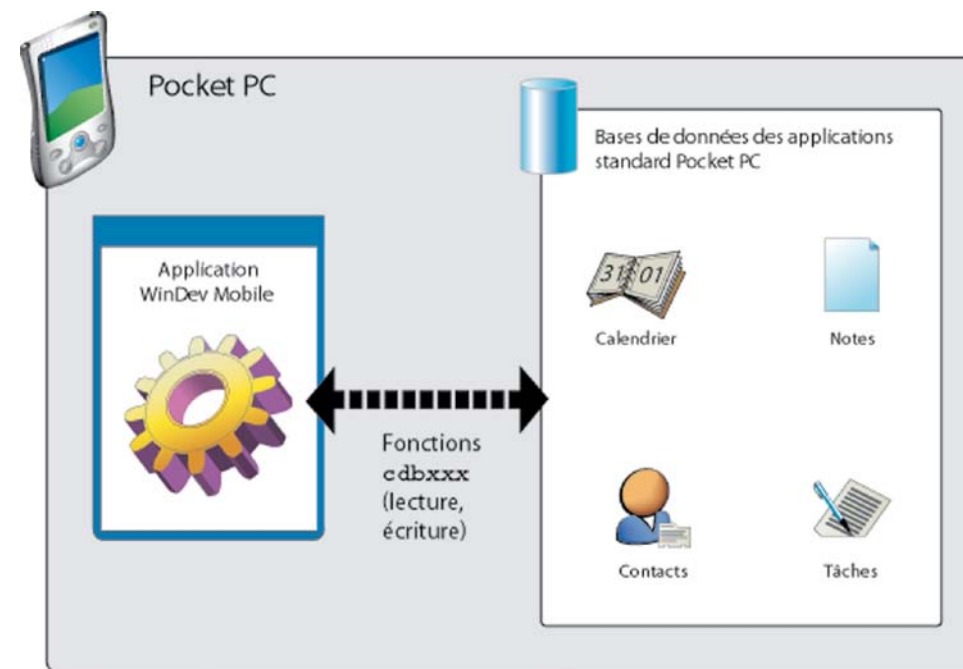 Pocket PC
Bases de données des applications
standard Pocket PC
Application
WinDev Mobile
31 01
Calendrier
Notes
Fonctions
cdbxxx
(lecture,
écriture)
Contacts
Tâches